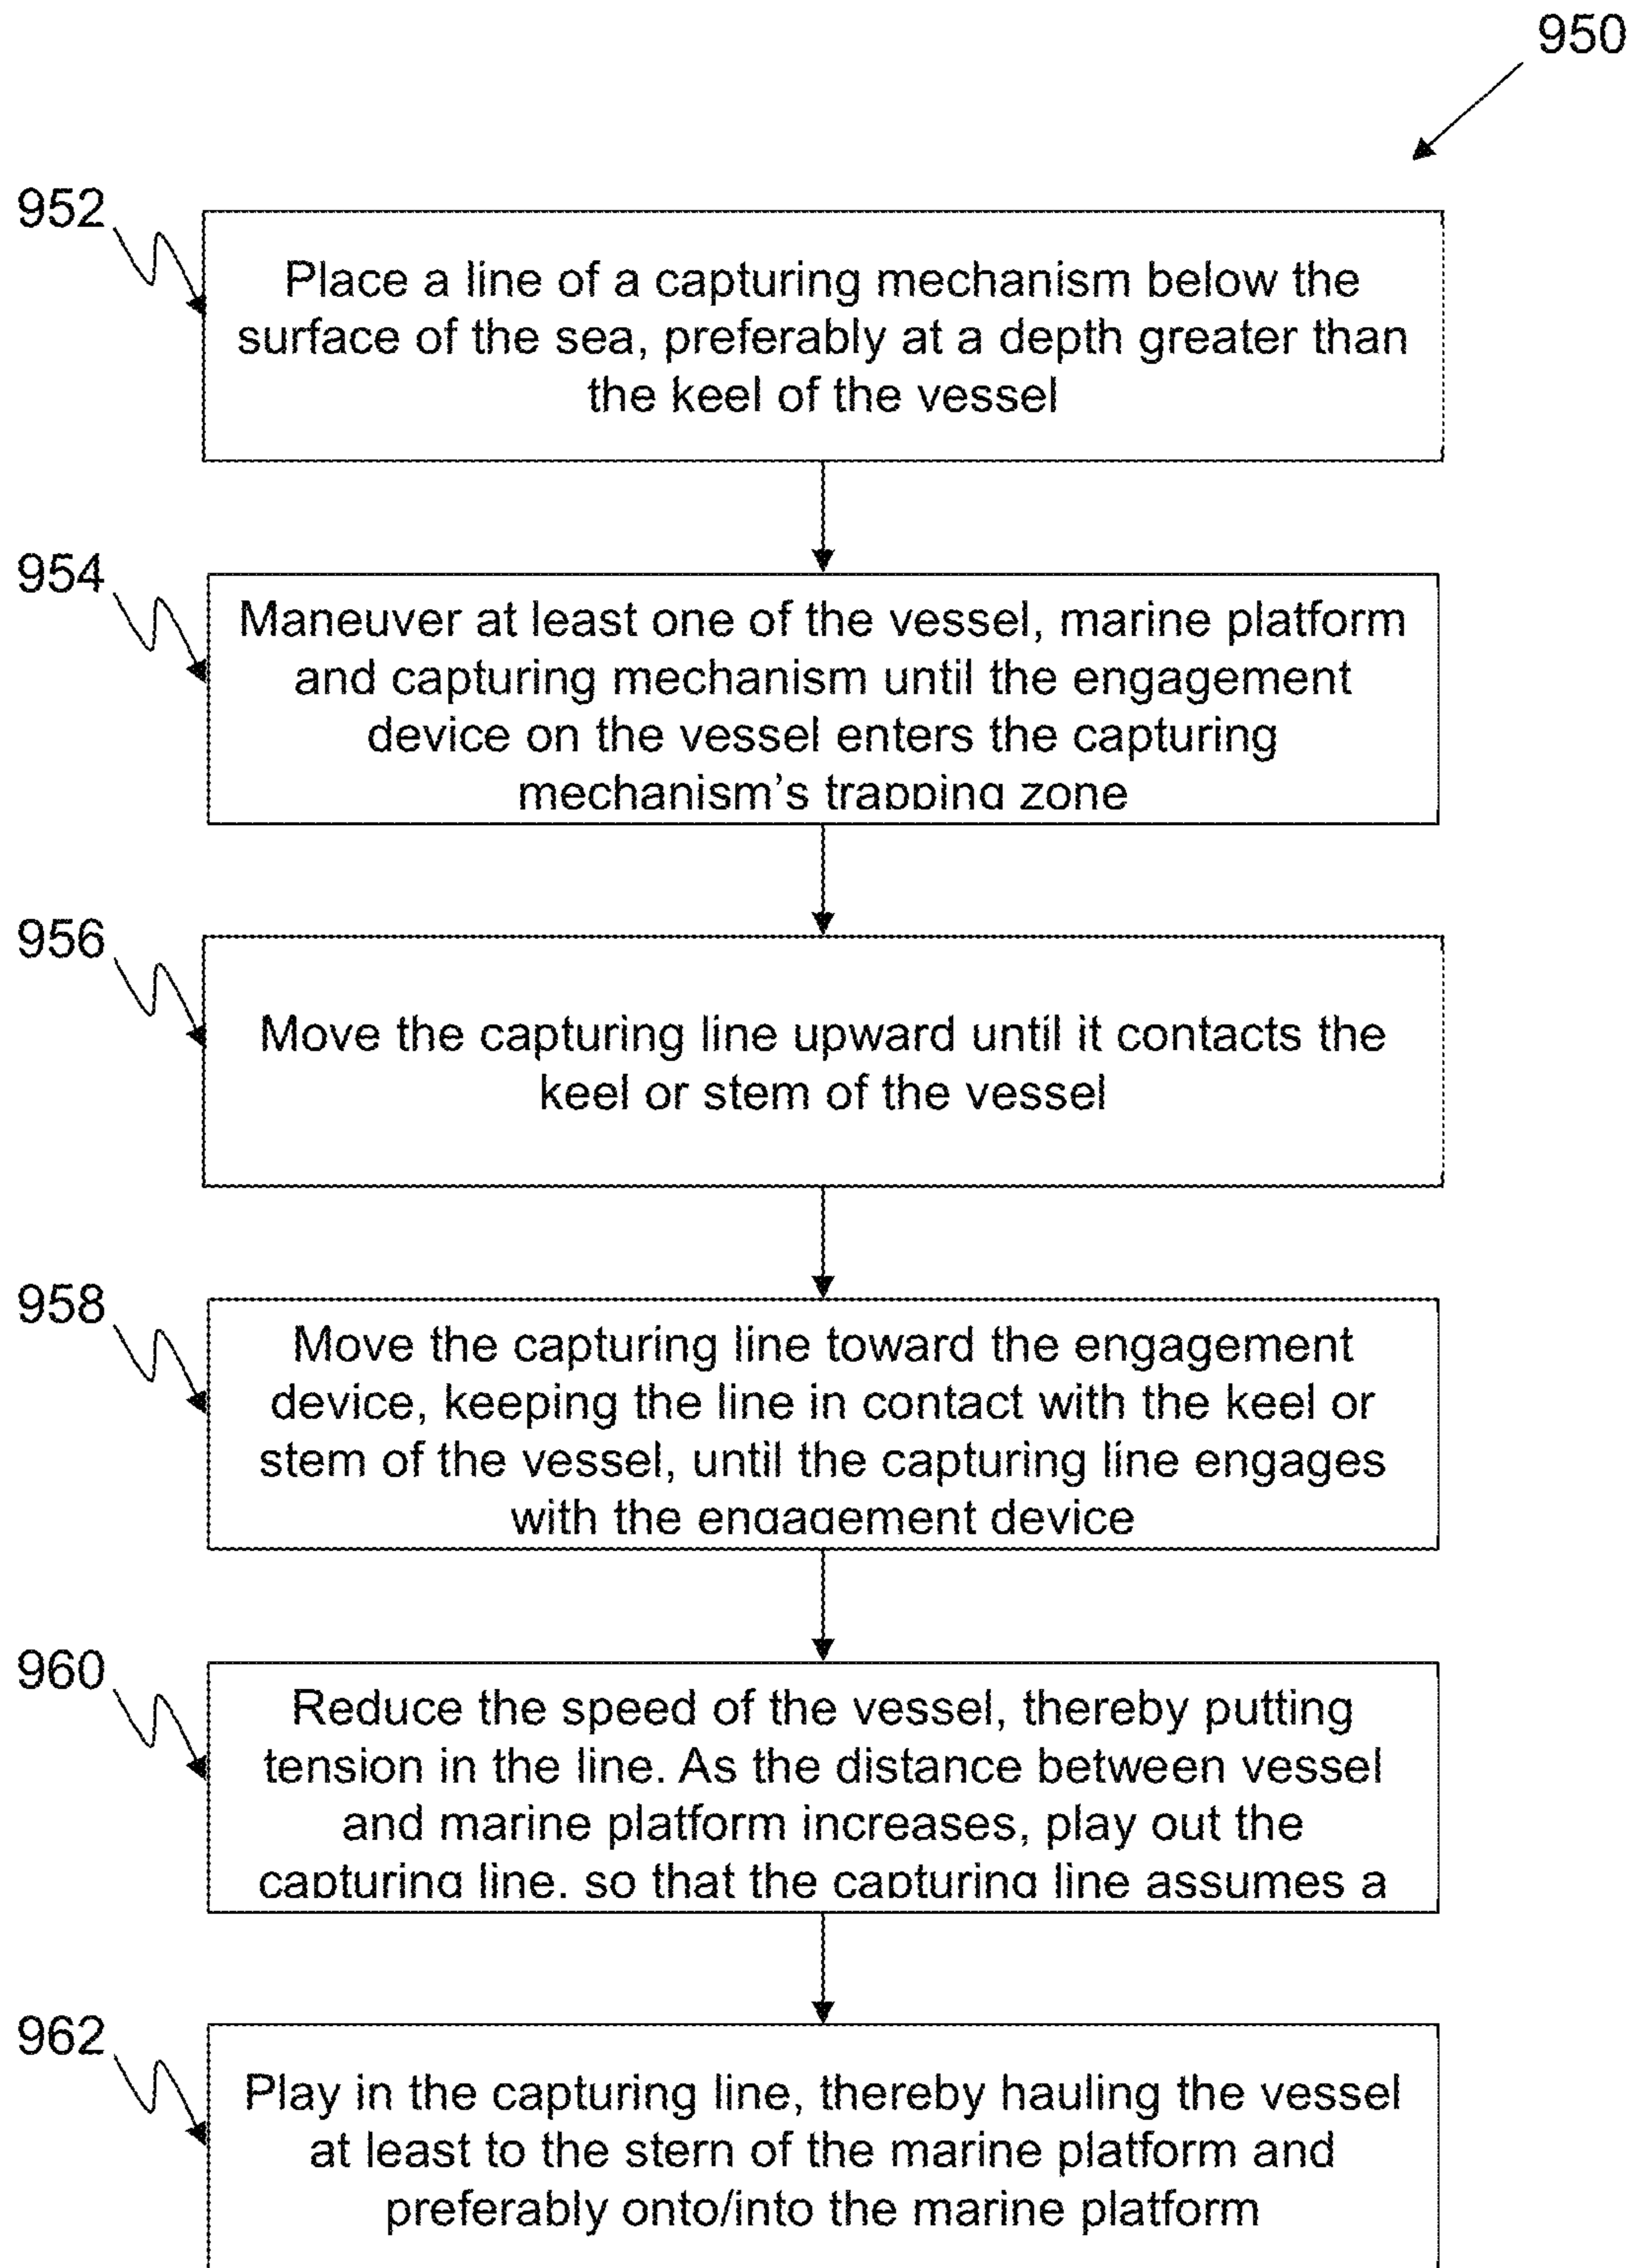 950
952
Place a line of a capturing mechanism below the
surface of the sea, preferably at a depth greater than
the keel of the vessel
954
Maneuver at least one of the vessel, marine platform
and capturing mechanism until the engagement
device on the vessel enters the capturing
mechanism's trapping zone
956
Move the capturing line upward until it contacts the
keel or stem of the vessel
958
Move the capturing line toward the engagement
device, keeping the line in contact with the keel or
stem of the vessel, until the capturing line engages
with the engagement device
960
Reduce the speed of the vessel, thereby putting
tension in the line. As the distance between vessel
and marine platform increases, play out the
capturing line, so that the capturing line assumes a
962
Play in the capturing line, thereby hauling the vessel
at least to the stern of the marine platform and
preferably onto/into the marine platform